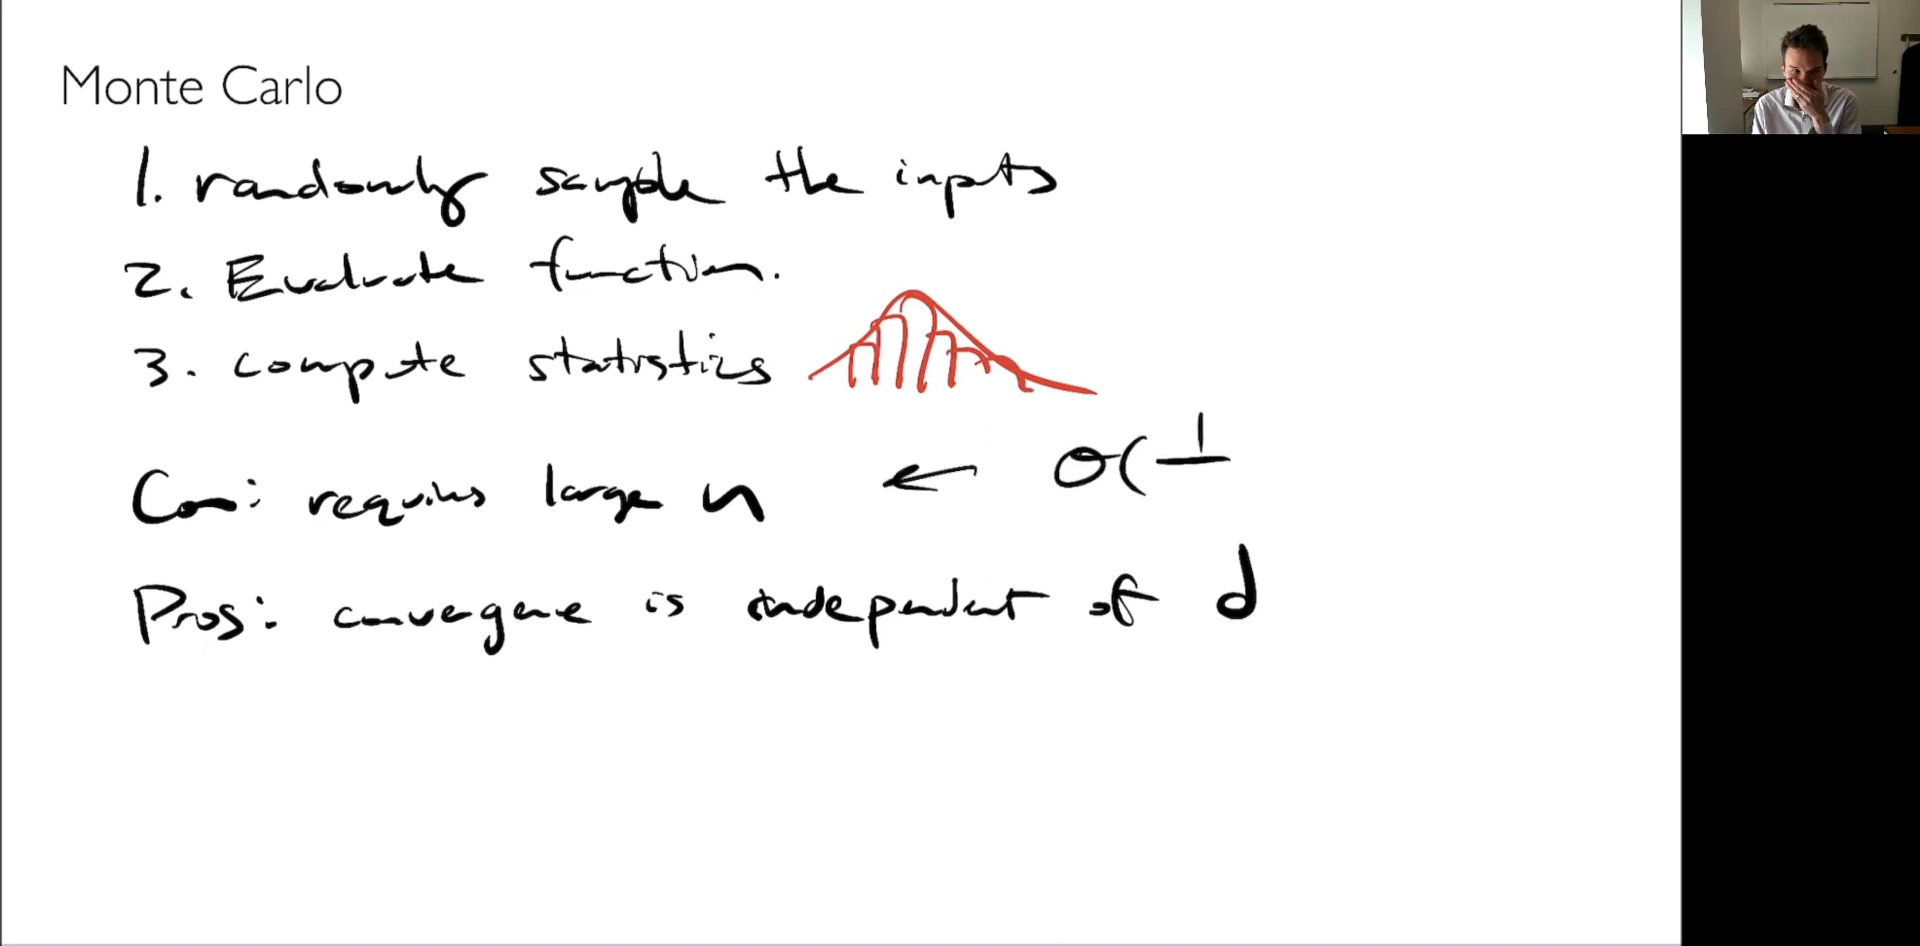 Monte Carlo
1. randomly sample the inputs
2. Evaluate function.
3. compute statistics
Con: requires large n ← O( 1
Pros: convergence is independent of d